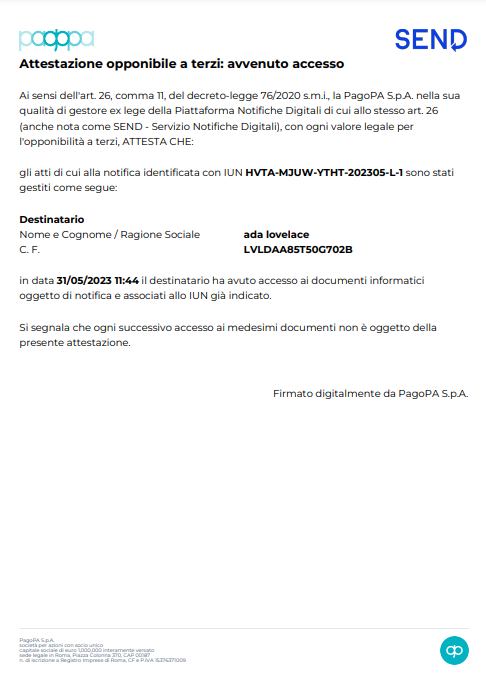 pagopa
SEND
Attestazione opponibile a terzi: avvenuto accesso
Ai sensi dell'art. 26, comma 11, del decreto-legge 76/2020 s.m.i., la PagoPA S.p.A. nella sua
qualità di gestore ex lege della Piattaforma Notifiche Digitali di cui allo stesso art. 26
(anche nota come SEND - Servizio Notifiche Digitali), con ogni valore legale per
l'opponibilità a terzi, ATTESTA CHE:
gli atti di cui alla notifica identificata con IUN HVTA-MJUW-YTHT-202305-L-1 sono stati
gestiti come segue:
Destinatario
Nome e Cognome / Ragione Sociale ada lovelace
C. F. LVLDAA85T50G702B
in data 31/05/2023 11:44 il destinatario ha avuto accesso ai documenti informatici
oggetto di notifica e associati allo IUN già indicato.
Si segnala che ogni successivo accesso ai medesimi documenti non è oggetto della
presente attestazione.
Firmato digitalmente da PagoPA S.p.A.
PagoPA S.p.A.
società per azioni con socio unico
capitale sociale di euro 1,000,000 interamente versato
sede legale in Roma, Piazza Colonna 370, CAP 00187
n. di iscrizione a Registro Imprese di Roma, CF e P.IVA 15376371009